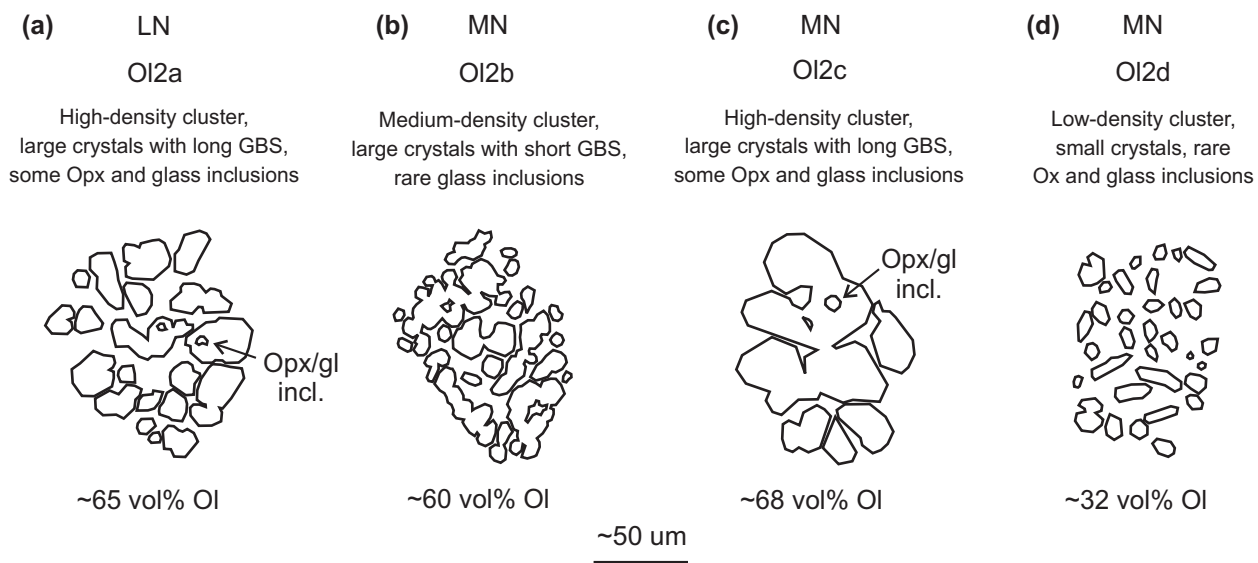 (a) LN
Ol2a
High-density cluster,
large crystals with long GBS,
some Opx and glass inclusions
Opx/gl
incl.
~65 vol% Ol
(b) MN
Ol2b
Medium-density cluster,
large crystals with short GBS,
rare glass inclusions
~60 vol% Ol
(c) MN
Ol2c
High-density cluster,
large crystals with long GBS,
some Opx and glass inclusions
Opx/gl
incl.
~68 vol% Ol
(d) MN
Ol2d
Low-density cluster,
small crystals, rare
Ox and glass inclusions
~32 vol% Ol
~50 um